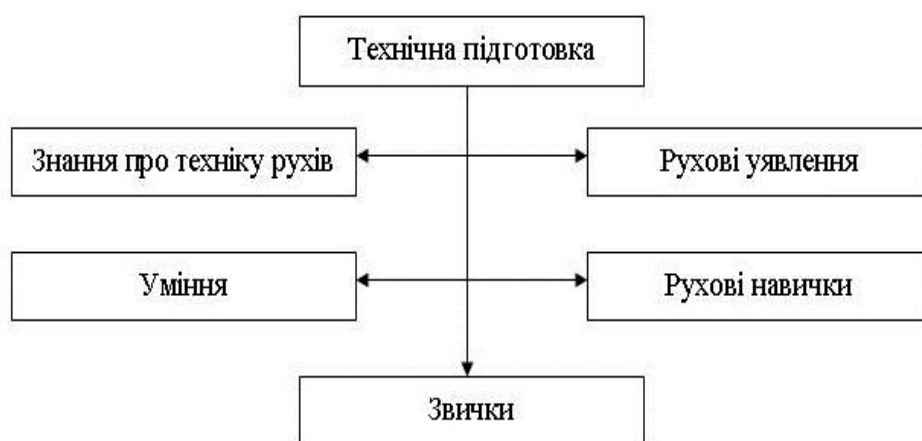 Технічна підготовка
Знання про техніку рухів
Рухові уявлення
Уміння
Рухові навички
Звички